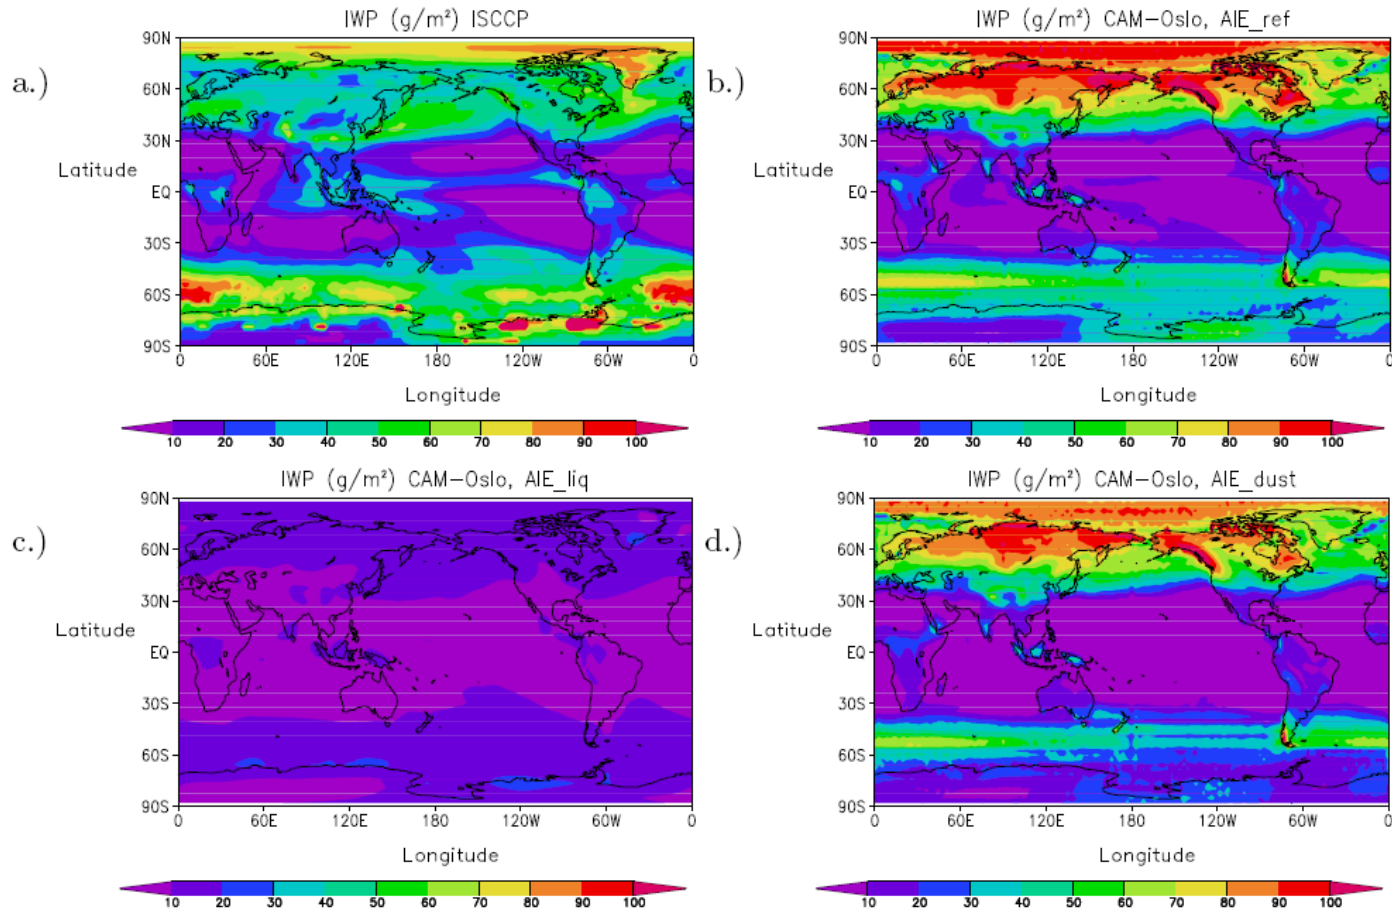 IWP (g/m²) ISCCP
a.)
90N
60N
30N
EQ
30S
60S
90S
Latitude
0 60E 120E 180 120W 60W 0
Longitude
10 20 30 40 50 60 70 80 90 100
IWP (g/m²) CAM-Oslo, AIE_ref
b.)
90N
60N
30N
EQ
30S
60S
90S
Latitude
0 60E 120E 180 120W 60W 0
Longitude
10 20 30 40 50 60 70 80 90 100
IWP (g/m²) CAM-Oslo, AIE_liq
c.)
90N
60N
30N
EQ
30S
60S
90S
Latitude
0 60E 120E 180 120W 60W 0
Longitude
10 20 30 40 50 60 70 80 90 100
IWP (g/m²) CAM-Oslo, AIE_dust
d.)
90N
60N
30N
EQ
30S
60S
90S
Latitude
0 60E 120E 180 120W 60W 0
Longitude
10 20 30 40 50 60 70 80 90 100